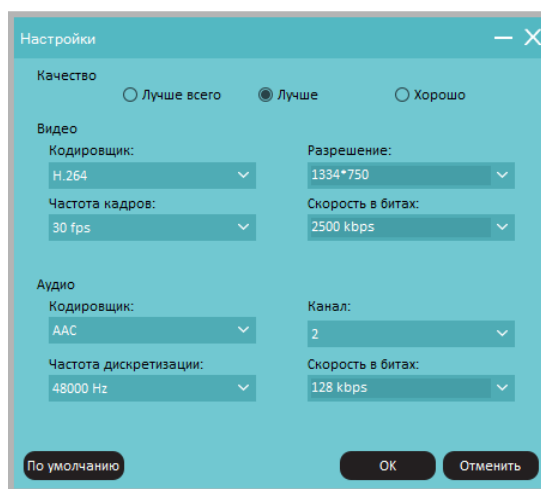 Настройки
Качество
Лучше всего Лучше Хорошо
Видео
Кодировщик: Разрешение:
H.264 1334*750
Частота кадров: Скорость в битах:
30 fps 2500 kbps
Аудио
Кодировщик: Канал:
AAC 2
Частота дискретизации: Скорость в битах:
48000 Hz 128 kbps
По умолчанию ОК Отменить